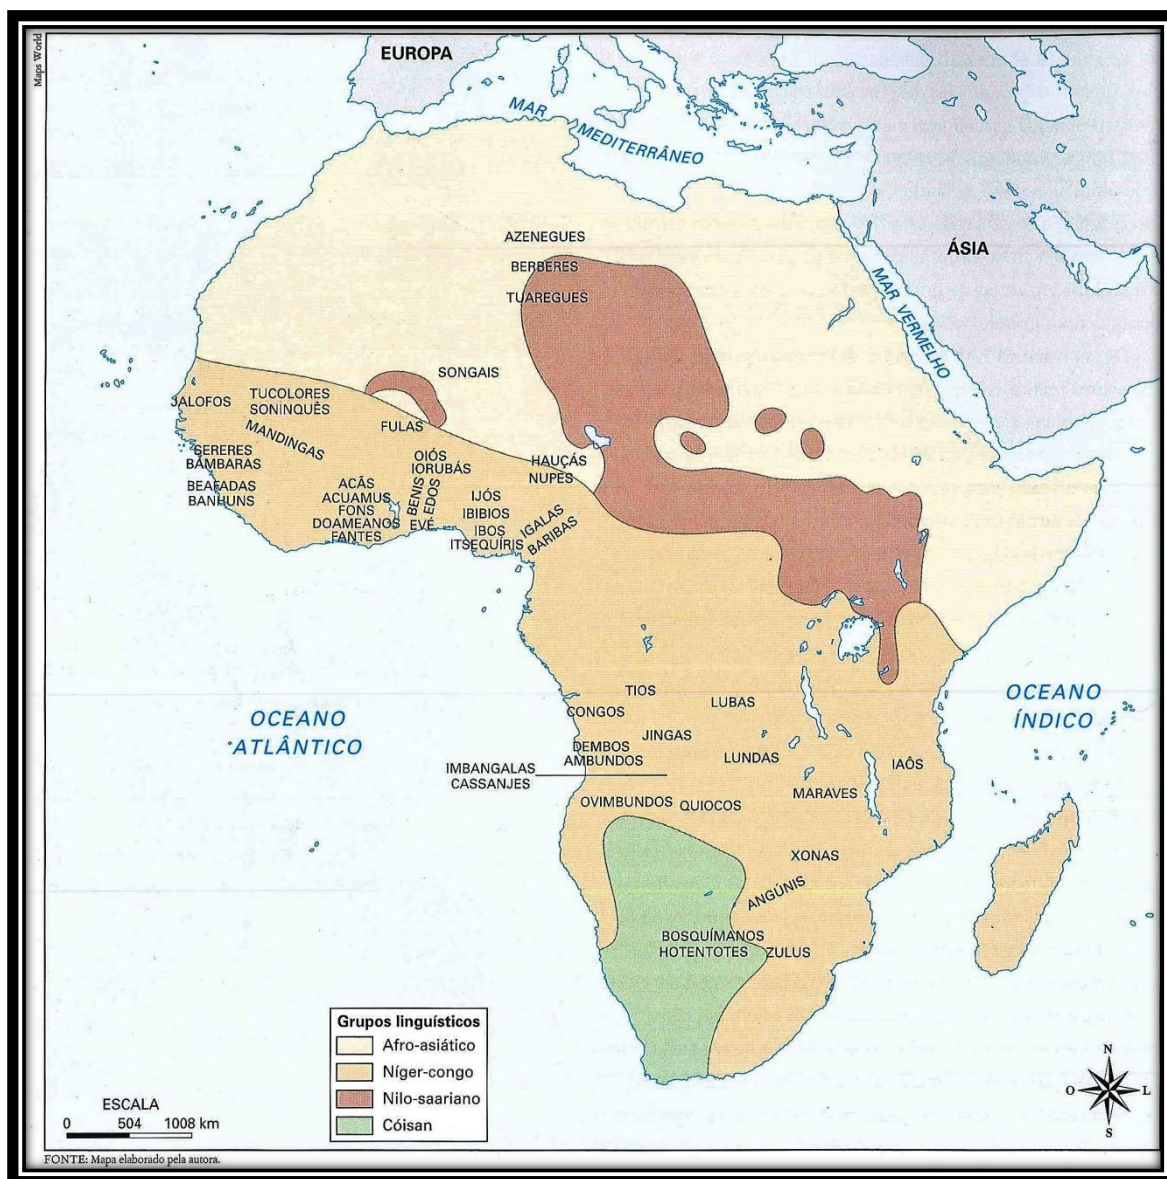 Maps World
EUROPA
MAR
MEDITERRÂNEO
ÁSIA
MAR VERMELHO
AZENEGUES
BERBERES
TUAREGUES
SONGAIS
JALOFOS
TUCOLORES
SONINQUÊS
FULAS
MANDINGAS
SERERES
BAMBARAS
BEAFADAS
BANHUNS
OIÓS
IORUBÁS
HAUÇÁS
NUPES
ACÃS
ACUAMUS
FONS
DOAMEANOS
FANTES
BENIS
EDOS
EVÉ
IJÓS
IBIBIOS
IBOS
ITSEQUÍRIS
IGALAS
BARIBAS
TIOS
CONGOS
LUBAS
JINGAS
DEMBOS
AMBUNDOS
LUNDAS
IAÔS
IMBANGALAS
CASSANJES
MARAVES
OVIMBUNDOS
QUIOCOS
XONAS
ANGÚNIS
BOSQUÍMANOS
HOTENTOTES
ZULUS
OCEANO
ATLÂNTICO
OCEANO
ÍNDICO
Grupos linguísticos
Afro-asiático
Níger-congo
Nilo-saariano
Cóisan
ESCALA
0 504 1008 km
N
O L
S
FONTE: Mapa elaborado pela autora.